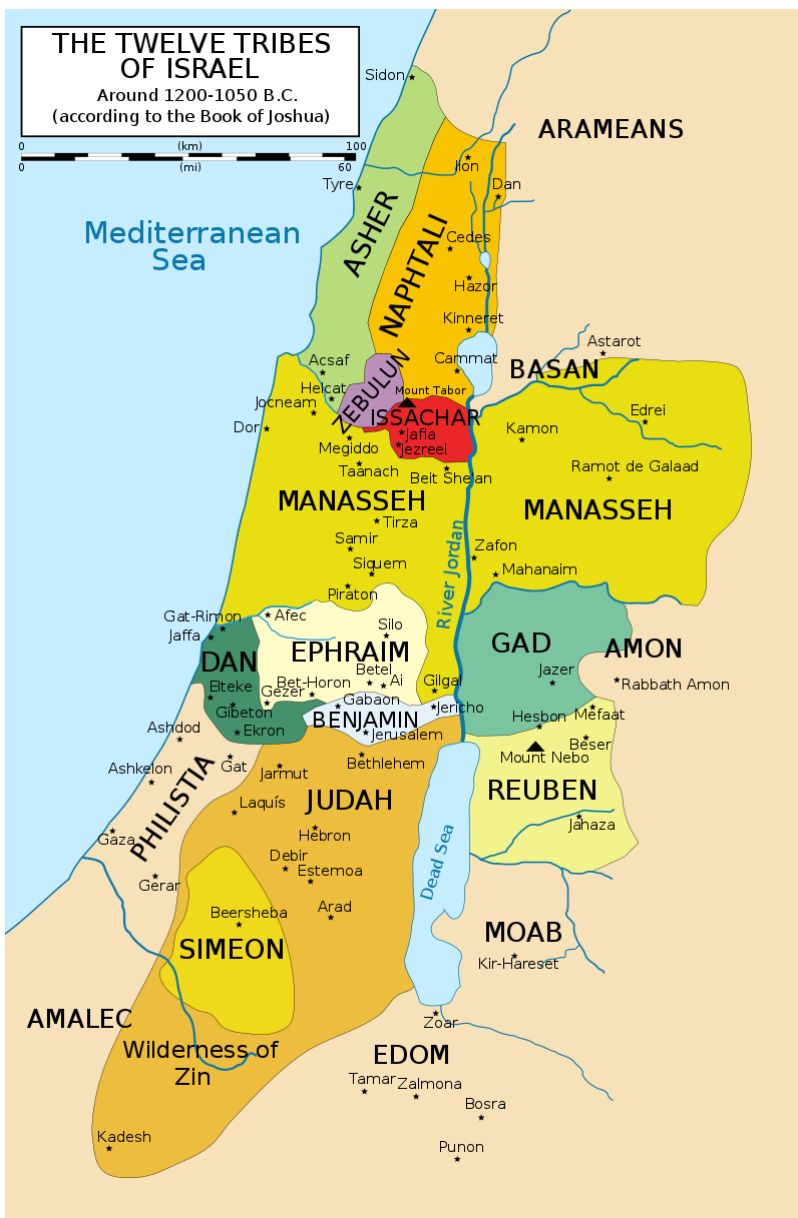 THE TWELVE TRIBES
OF ISRAEL
Around 1200-1050 B.C.
(according to the Book of Joshua)
0 (km) 100
0 (mi) 60
Sidon
ARAMEANS
Ijon
Tyre
Dan
ASHER
Mediterranean
Sea
NAPHTALI
Cedes
Hazor
Kinneret
Astarot
Acsaf
Cammat
BASAN
ZEBULUN
Helcat
Mount Tabor
Jocneam
ISSACHAR
Edrei
Dor
Jafia
Kamon
Megiddo
Jezreel
Taanach
Beit She'an
Ramot de Galaad
MANASSEH
MANASSEH
Tirza
River Jordan
Samir
Zafon
Siquem
Mahanaim
Piraton
Gat-Rimon
Afec
Jaffa
Silo
GAD
AMON
DAN
EPHRAIM
Betel
Jazer
Elteke
Bet-Horon
Ai
Gilgal
Rabbath Amon
Gezer
Gabaon
Jericho
Gibeton
BENJAMIN
Hesbon
Mefaat
Ashdod
Ekron
Jerusalem
Beser
Gat
Bethlehem
Mount Nebo
Ashkelon
Jarmut
PHILISTIA
JUDAH
REUBEN
Laquís
Jahaza
Gaza
Hebron
Dead Sea
Debir
Gerar
Estemoa
Beersheba
Arad
SIMEON
MOAB
Kir-Hareset
AMALEC
Zoar
Wilderness of
Zin
EDOM
Tamar
Zalmona
Bosra
Kadesh
Punon